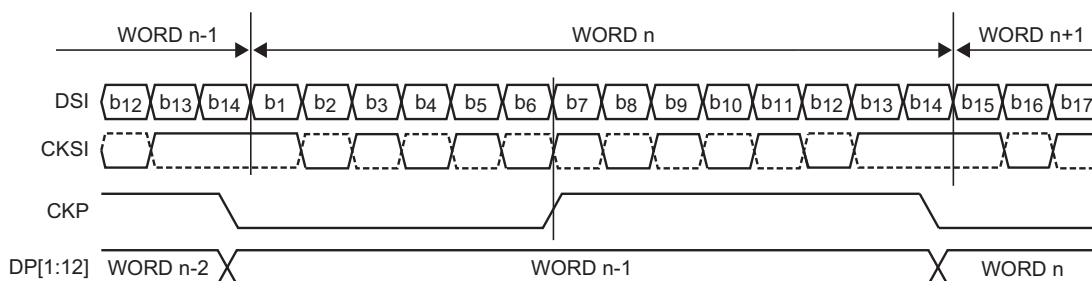 WORD n-1 WORD n WORD n+1
DSI b12 b13 b14 b1 b2 b3 b4 b5 b6 b7 b8 b9 b10 b11 b12 b13 b14 b15 b16 b17
CKSI
CKP
DP[1:12] WORD n-2 WORD n-1 WORD n